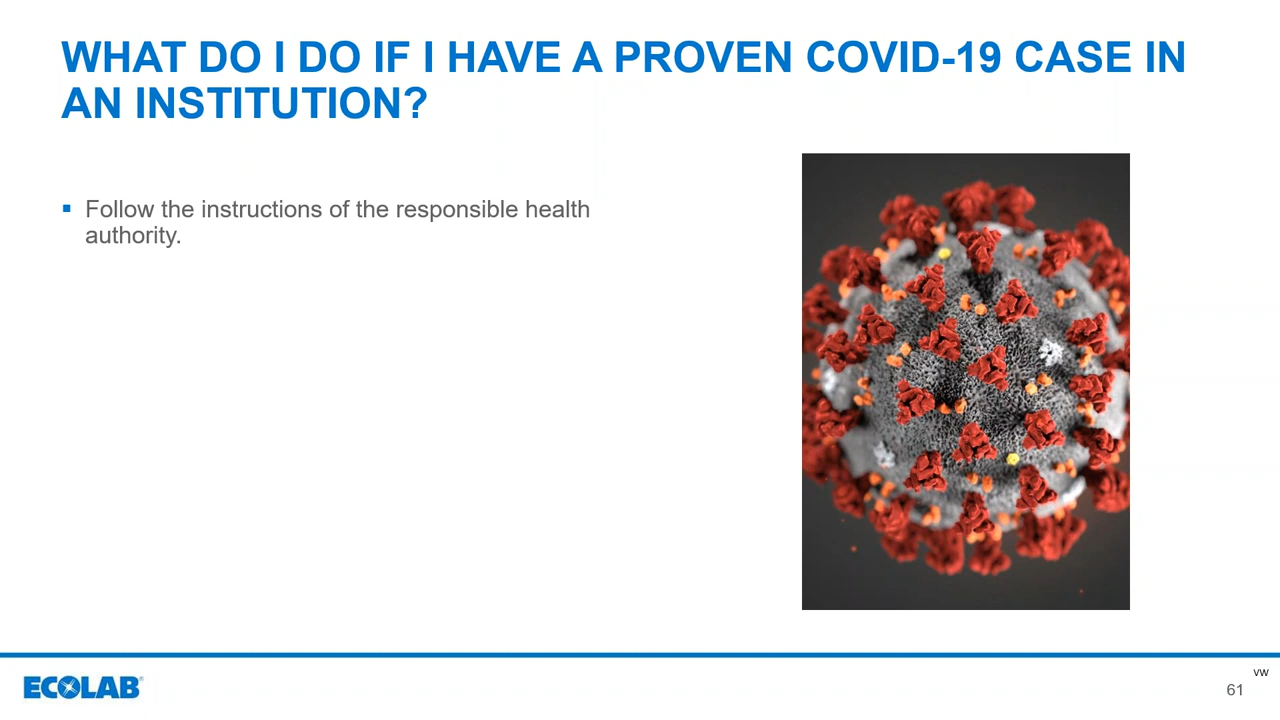 WHAT DO I DO IF I HAVE A PROVEN COVID-19 CASE IN
AN INSTITUTION?
▪ Follow the instructions of the responsible health
authority.
ECOLAB®
VW
61